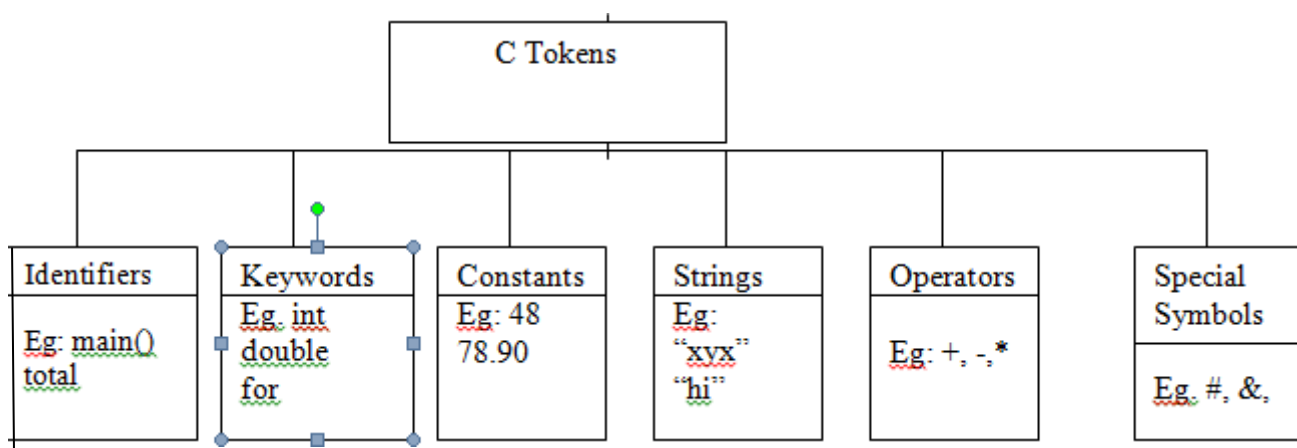 C Tokens
Identifiers
Eg: main()
total
Keywords
Eg. int
double
for
Constants
Eg: 48
78.90
Strings
Eg:
“xyx”
“hi”
Operators
Eg: +, -,*
Special
Symbols
Eg. #, &,